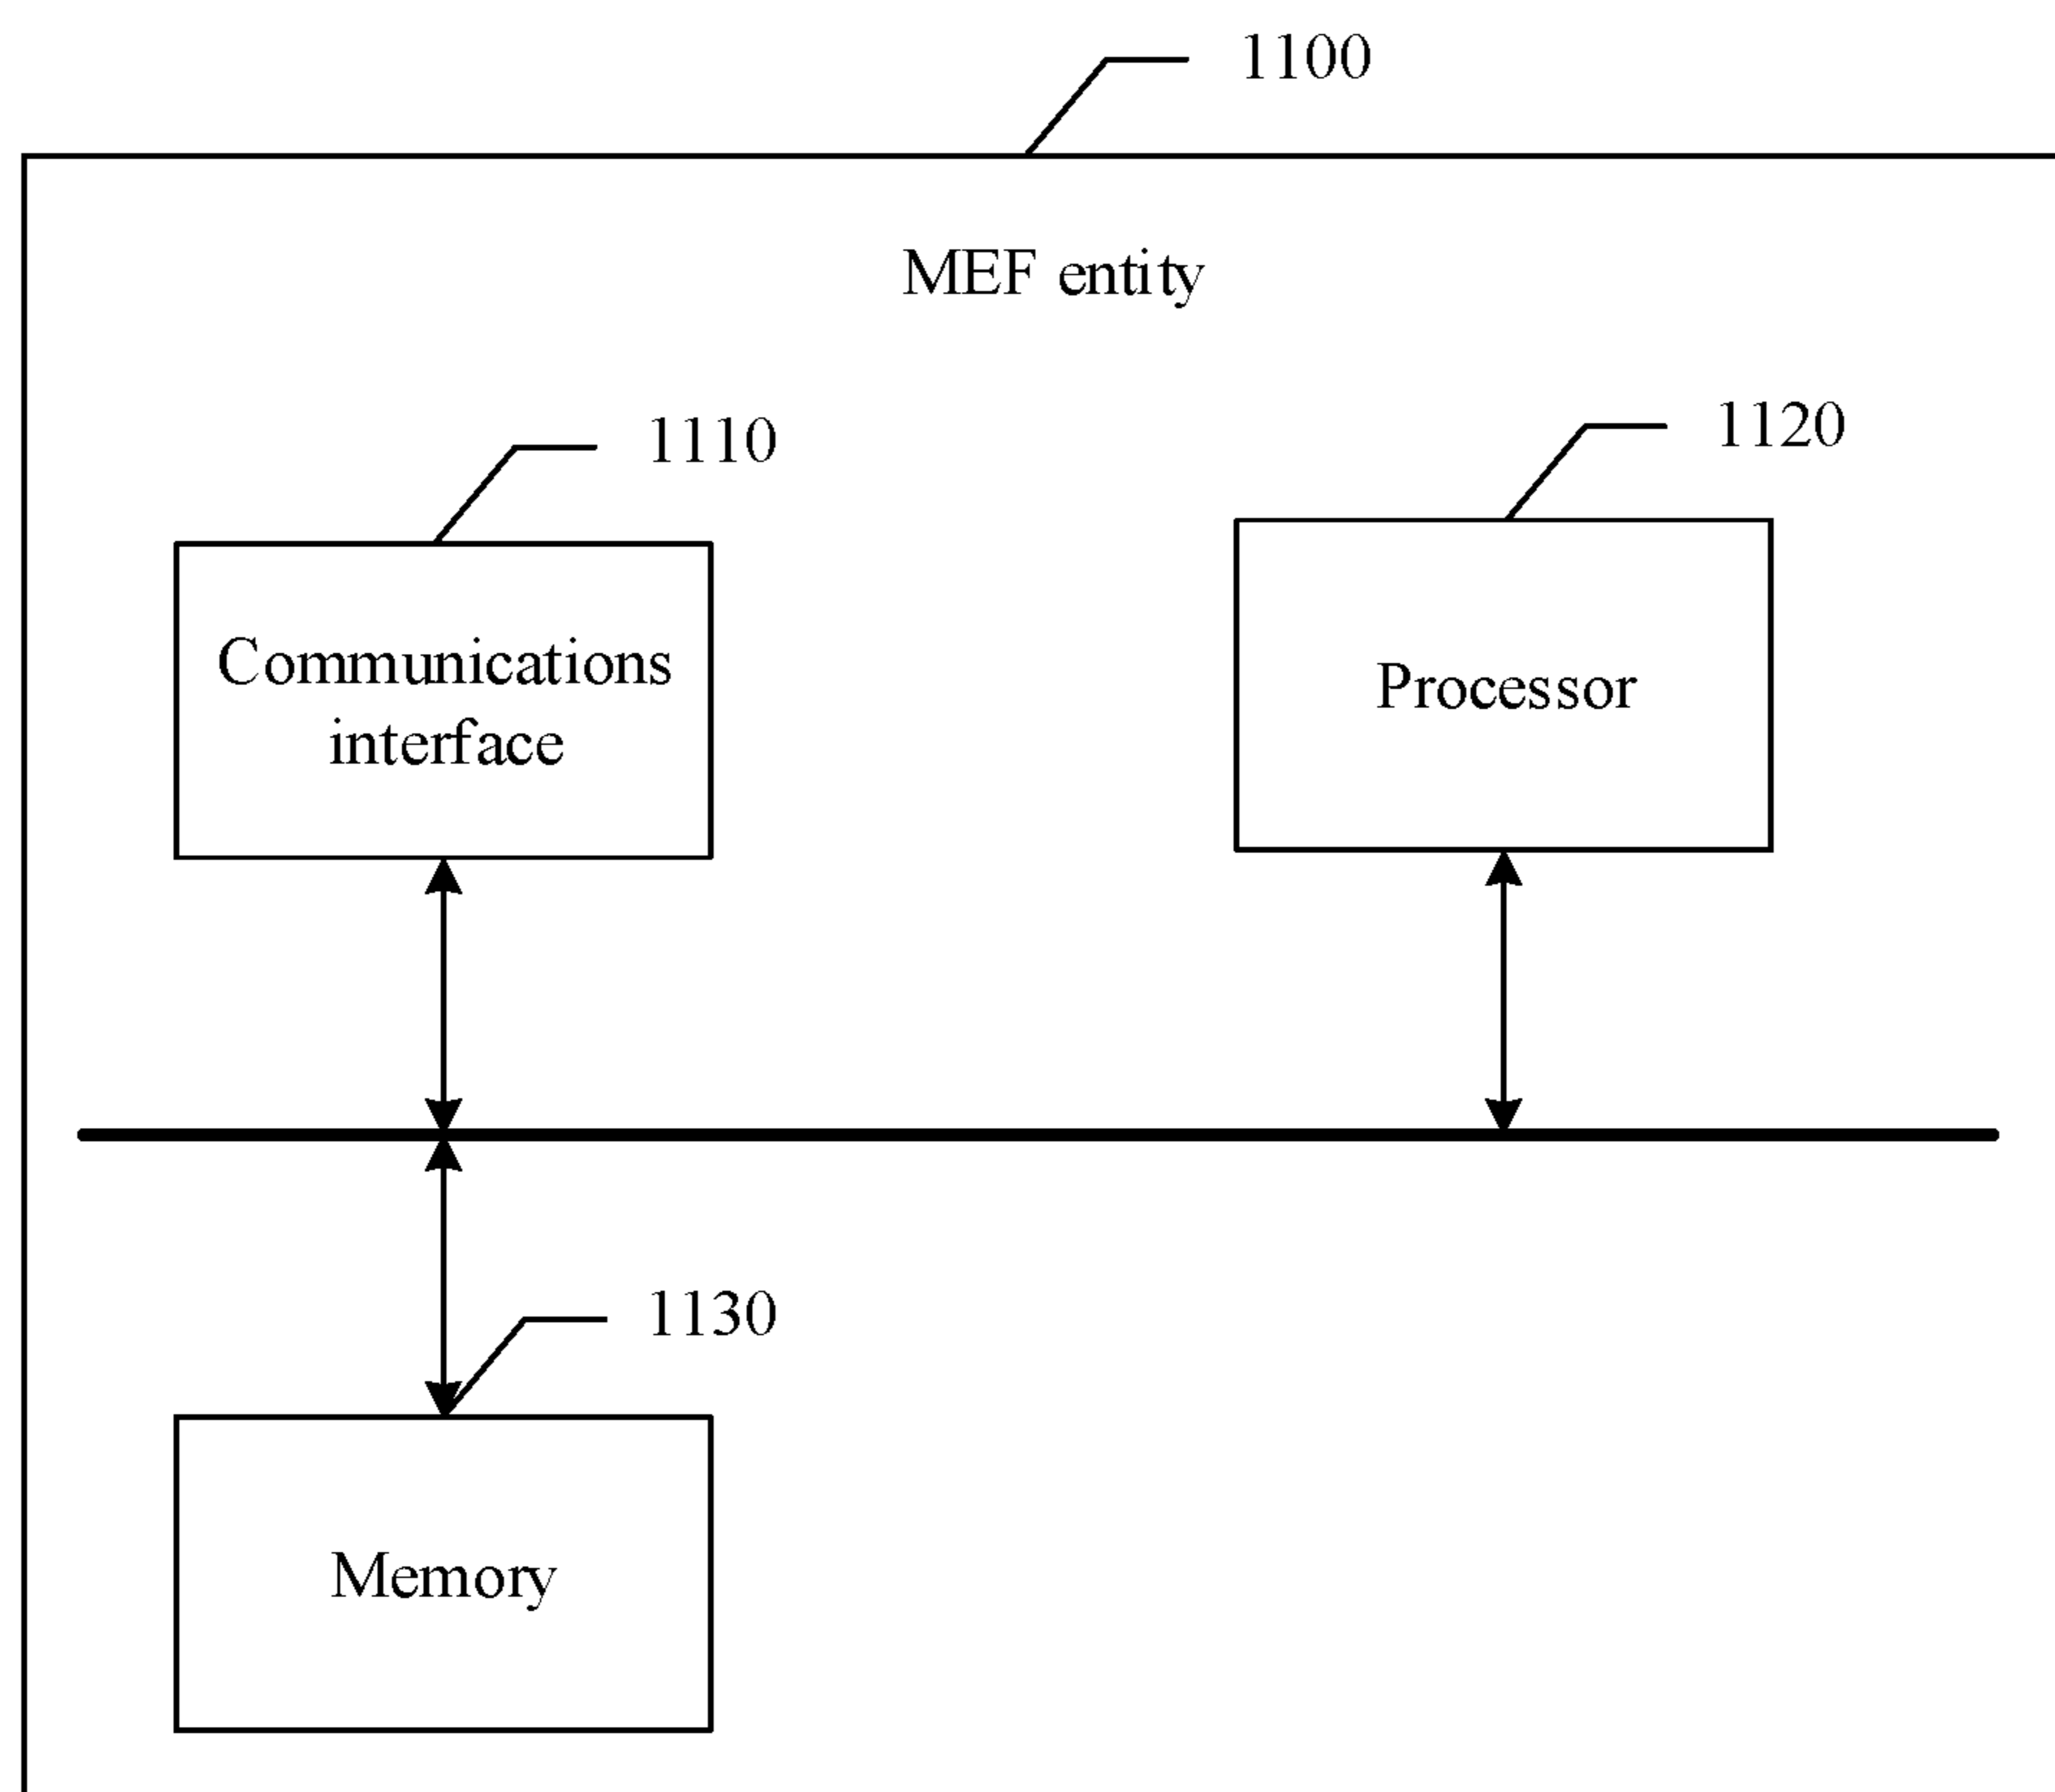 1100
MEF entity
1110
1120
Communications
interface
Processor
1130
Memory